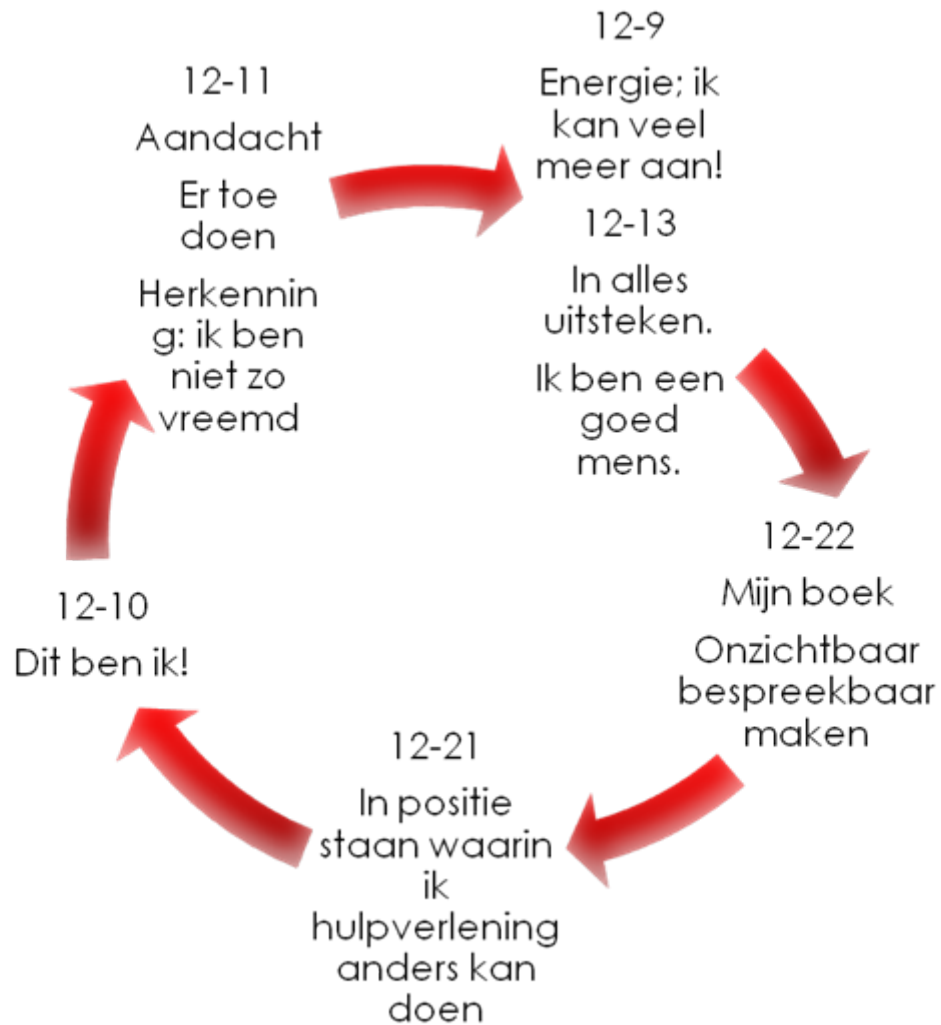 12-9
Energie; ik
kan veel
meer aan!
12-13
In alles
uitsteken.
Ik ben een
goed
mens.
12-22
Mijn boek
Onzichtbaar
bespreekbaar
maken
12-21
In positie
staan waarin
ik
hulpverlening
anders kan
doen
12-10
Dit ben ik!
12-11
Aandacht
Er toe
doen
Herkennin
g: ik ben
niet zo
vreemd